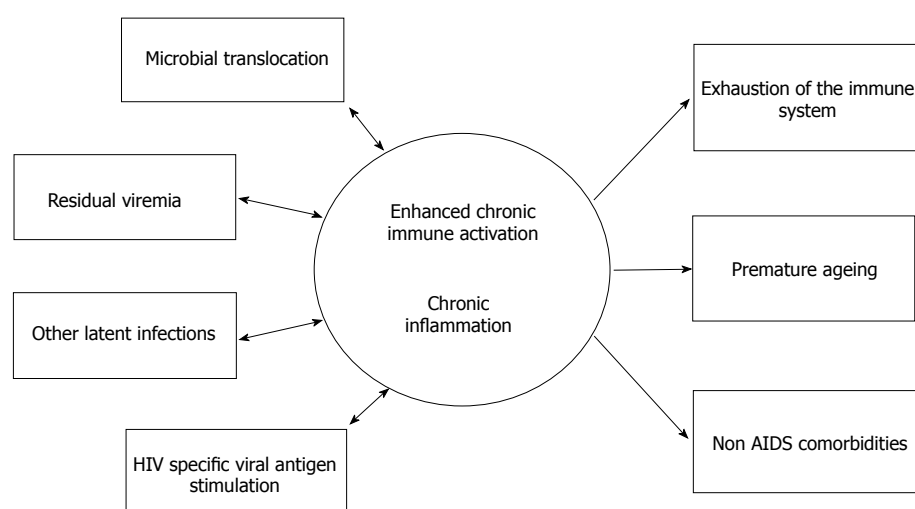 Microbial translocation
Residual viremia
Other latent infections
HIV specific viral antigen
stimulation
Enhanced chronic
immune activation
Chronic
inflammation
Exhaustion of the immune
system
Premature ageing
Non AIDS comorbidities